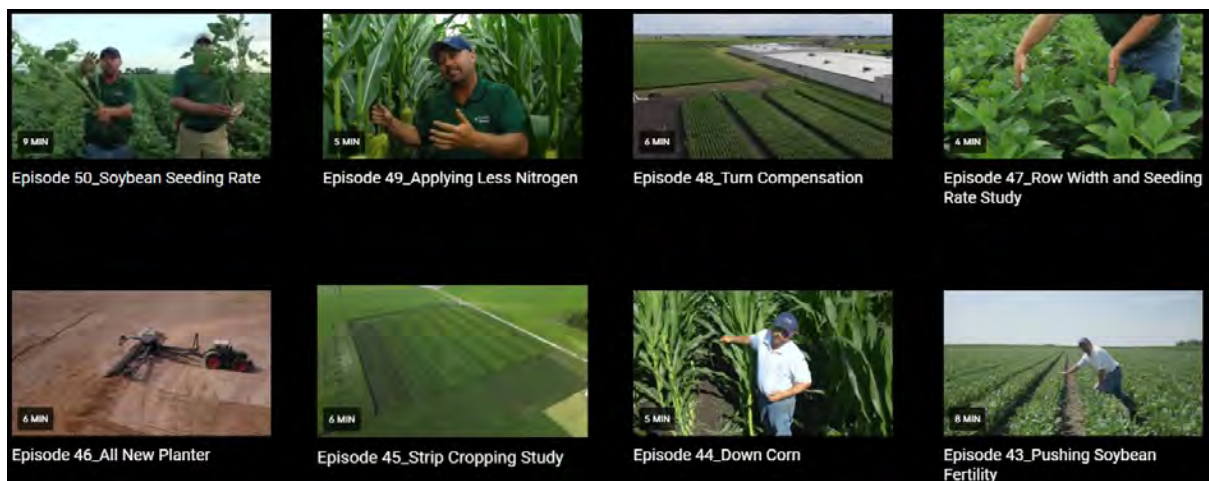 9 MIN
5 MIN
6 MIN
4 MIN
Episode 50_Soybean Seeding Rate
Episode 49_Applying Less Nitrogen
Episode 48_Turn Compensation
Episode 47_Row Width and Seeding
Rate Study
6 MIN
6 MIN
5 MIN
8 MIN
Episode 46_All New Planter
Episode 45_Strip Cropping Study
Episode 44_Down Corn
Episode 43_Pushing Soybean
Fertility